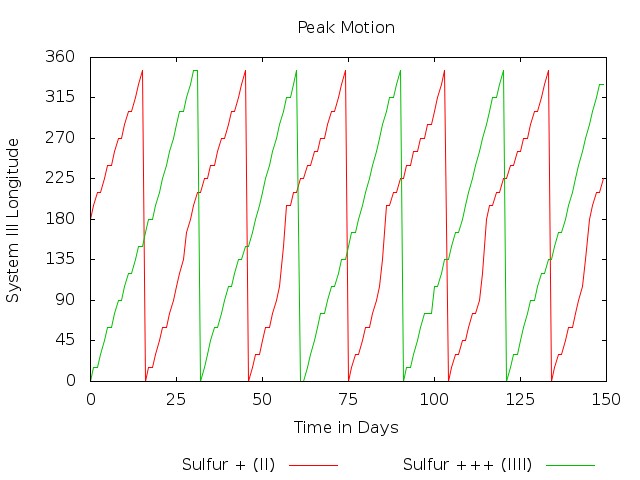 Peak Motion
360
315
270
225
180
135
90
45
0
System III Longitude
0 25 50 75 100 125 150
Time in Days
Sulfur + (II) Sulfur +++ (IIII)